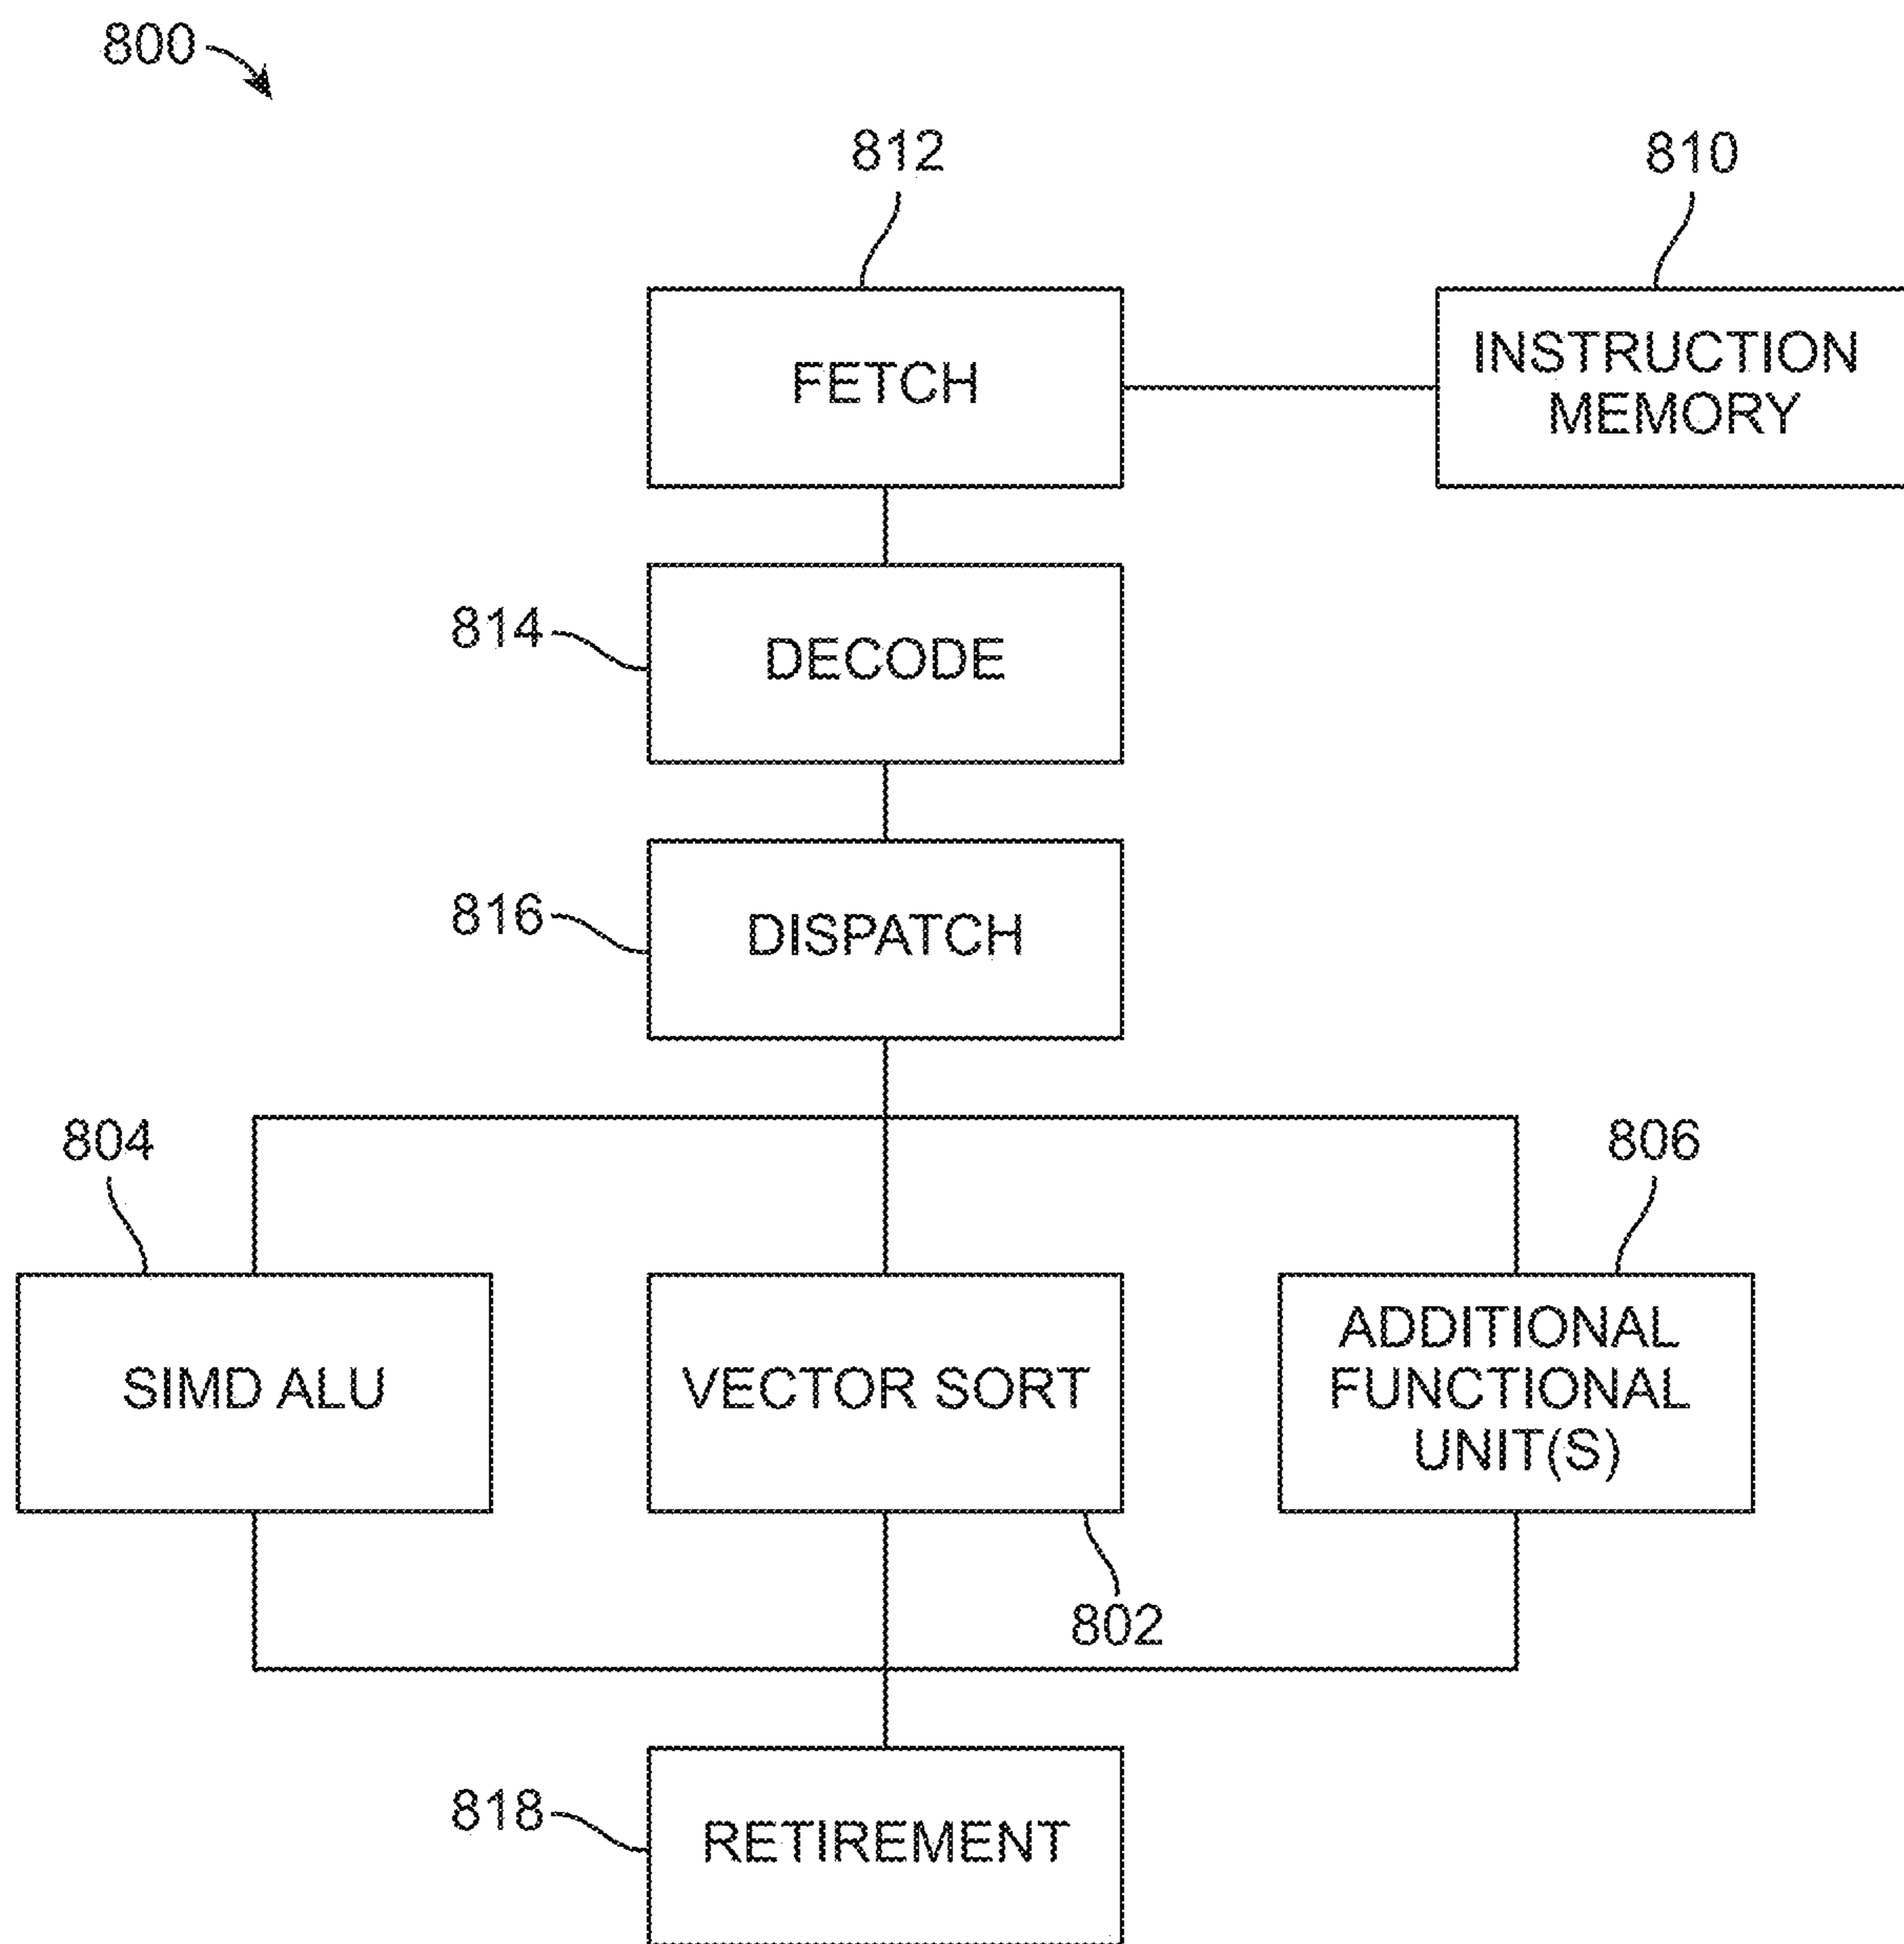 800
812
810
FETCH
INSTRUCTION
MEMORY
814
DECODE
816
DISPATCH
804
806
SIMD ALU
VECTOR SORT
ADDITIONAL
FUNCTIONAL
UNIT(S)
802
818
RETIREMENT